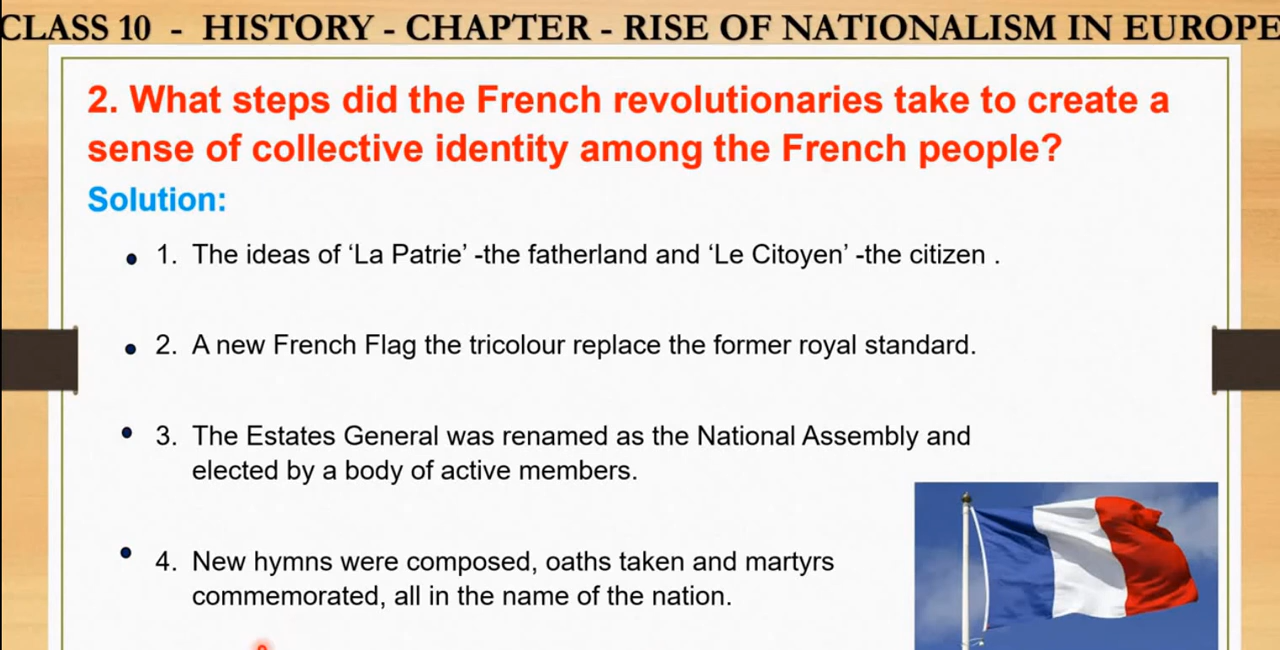 CLASS 10 - HISTORY - CHAPTER - RISE OF NATIONALISM IN EUROPE
2. What steps did the French revolutionaries take to create a
sense of collective identity among the French people?
Solution:
• 1. The ideas of ‘La Patrie’ -the fatherland and ‘Le Citoyen’ -the citizen .
• 2. A new French Flag the tricolour replace the former royal standard.
• 3. The Estates General was renamed as the National Assembly and
elected by a body of active members.
• 4. New hymns were composed, oaths taken and martyrs
commemorated, all in the name of the nation.